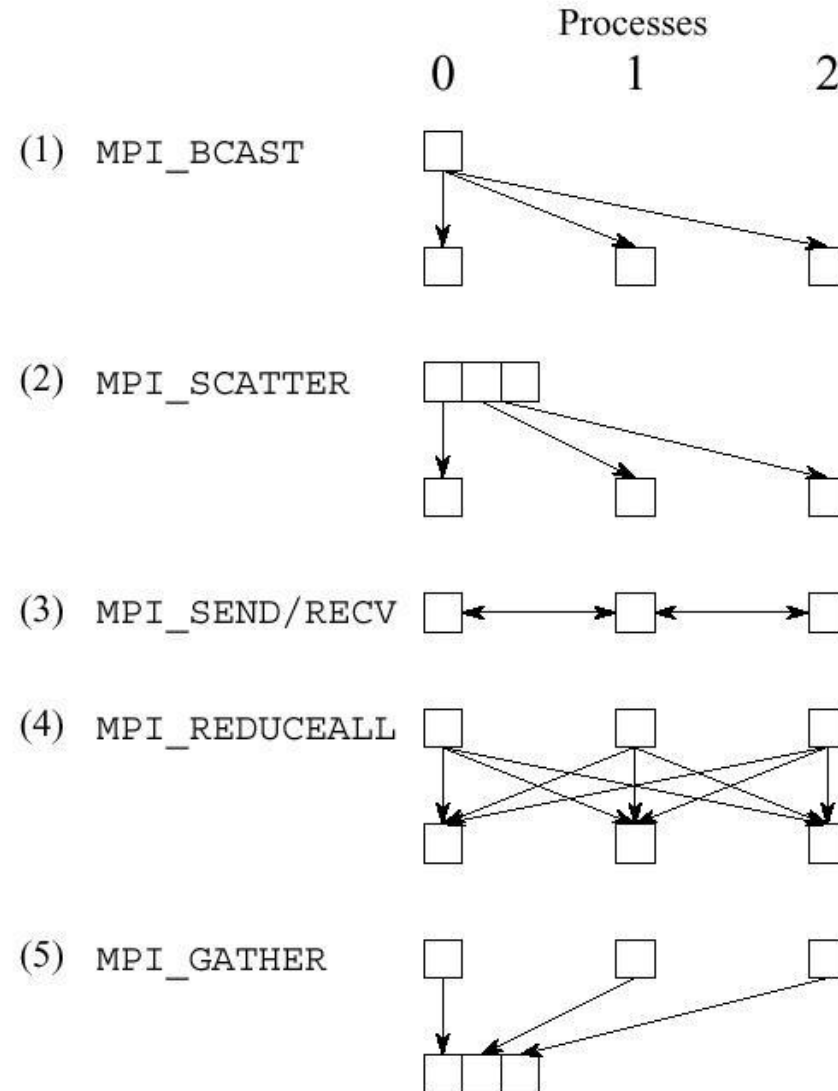 Processes
0 1 2
(1) MPI_BCAST
(2) MPI_SCATTER
(3) MPI_SEND/RECV
(4) MPI_REDUCEALL
(5) MPI_GATHER